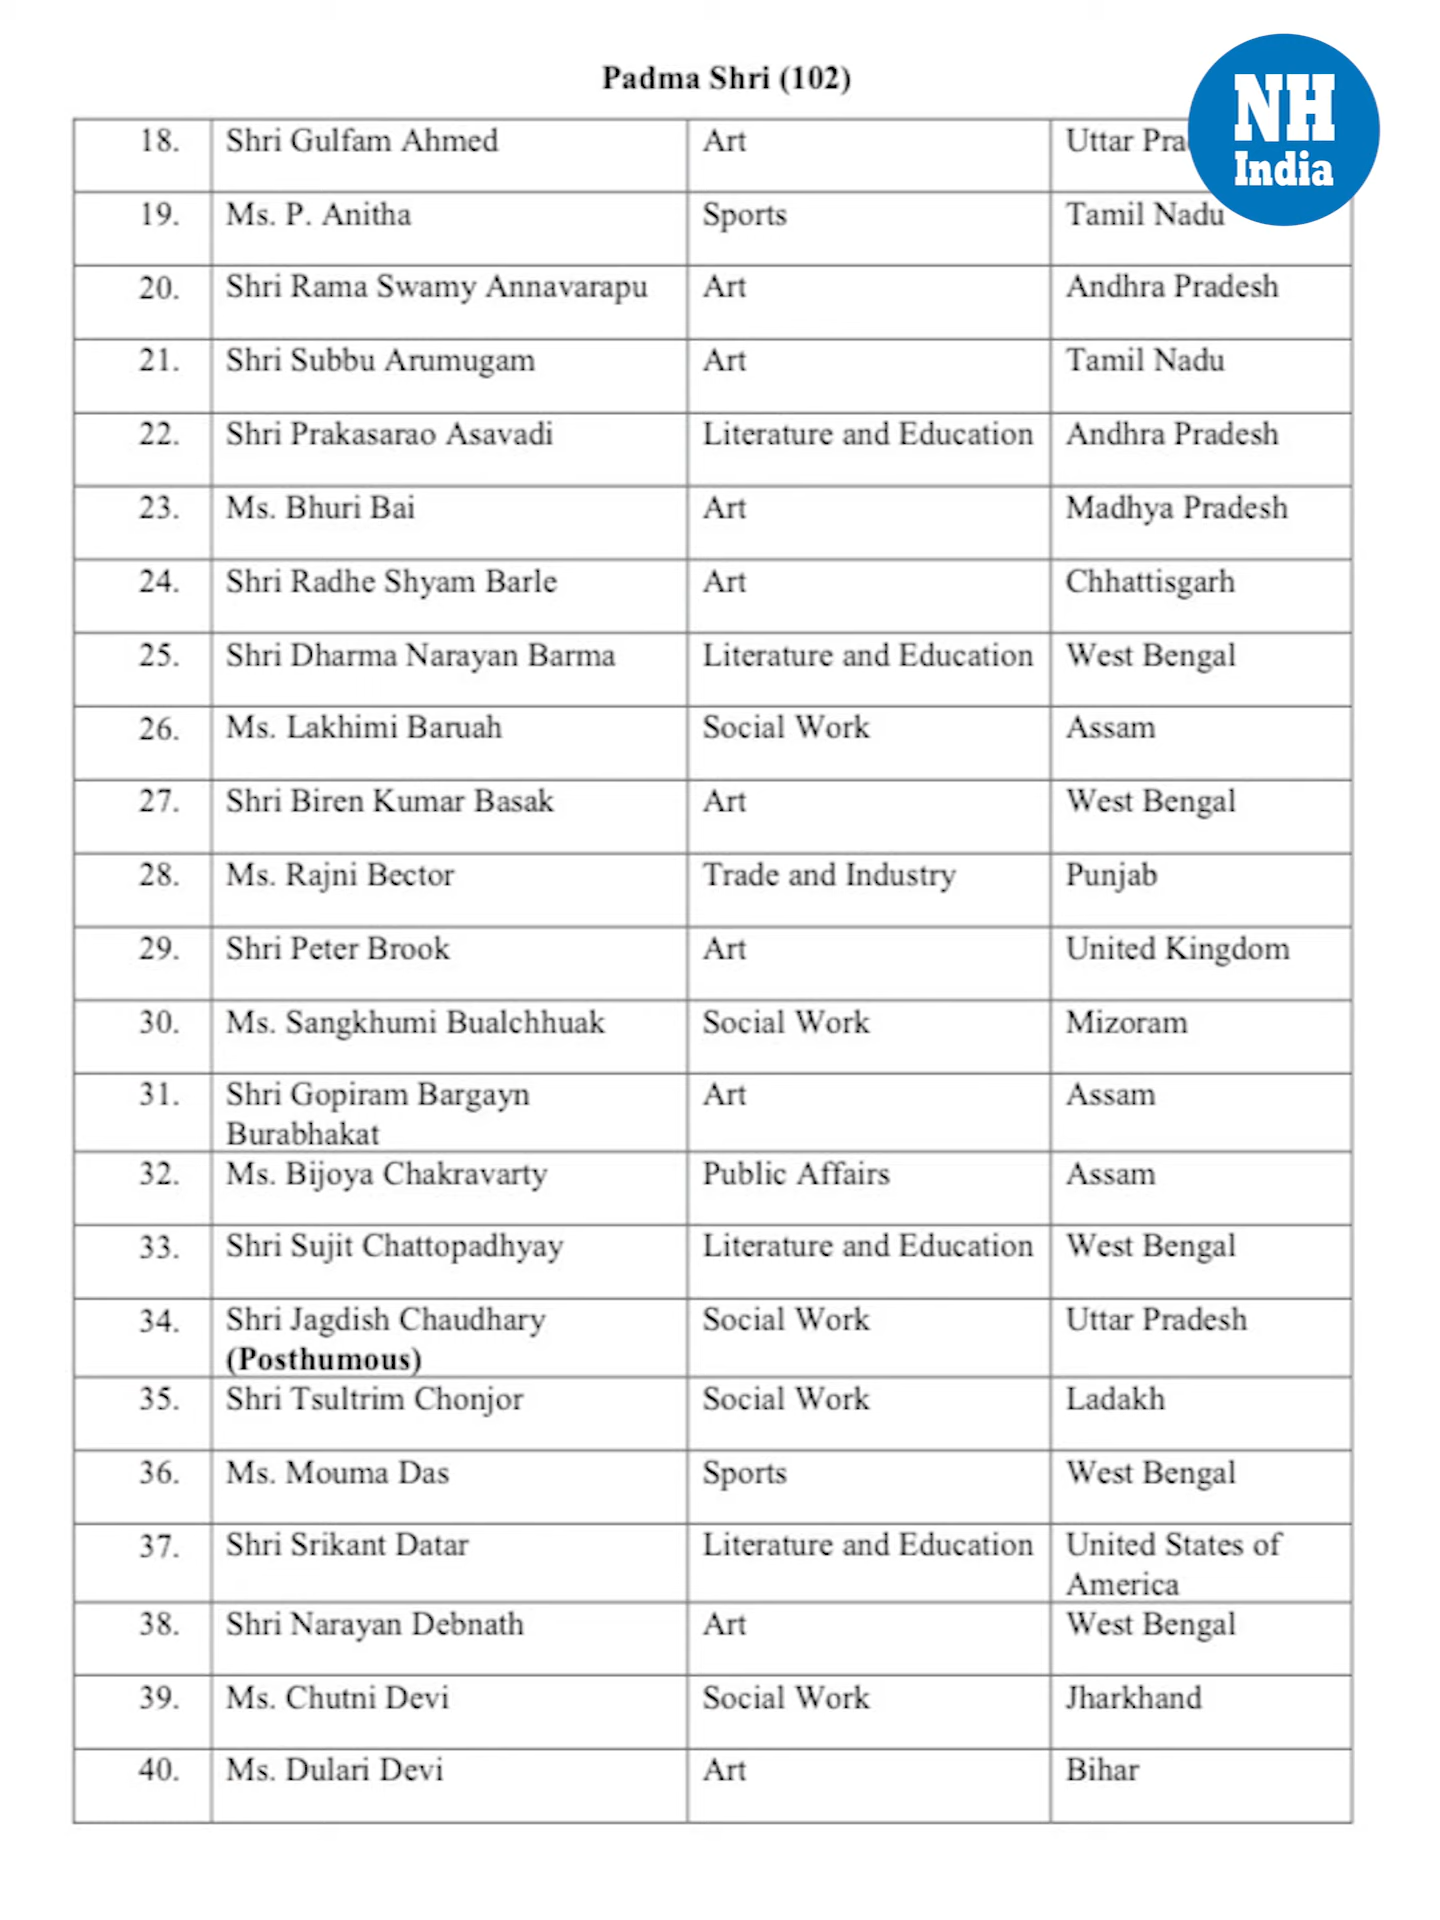 Padma Shri (102)
NH
India
18. Shri Gulfam Ahmed Art Uttar
19. Ms. P. Anitha Sports Tamil Nadu
20. Shri Rama Swamy Annavarapu Art Andhra Pradesh
21. Shri Subbu Arumugam Art Tamil Nadu
22. Shri Prakasarao Asavadi Literature and Education Andhra Pradesh
23. Ms. Bhuri Bai Art Madhya Pradesh
24. Shri Radhe Shyam Barle Art Chhattisgarh
25. Shri Dharma Narayan Barma Literature and Education West Bengal
26. Ms. Lakhimi Baruah Social Work Assam
27. Shri Biren Kumar Basak Art West Bengal
28. Ms. Rajni Bector Trade and Industry Punjab
29. Shri Peter Brook Art United Kingdom
30. Ms. Sangkhumi Bualchhuak Social Work Mizoram
31. Shri Gopiram Bargayn Art Assam
Burabhakat
32. Ms. Bijoya Chakravarty Public Affairs Assam
33. Shri Sujit Chattopadhyay Literature and Education West Bengal
34. Shri Jagdish Chaudhary Social Work Uttar Pradesh
(Posthumous)
35. Shri Tsultrim Chonjor Social Work Ladakh
36. Ms. Mouma Das Sports West Bengal
37. Shri Srikant Datar Literature and Education United States of
America
38. Shri Narayan Debnath Art West Bengal
39. Ms. Chutni Devi Social Work Jharkhand
40. Ms. Dulari Devi Art Bihar